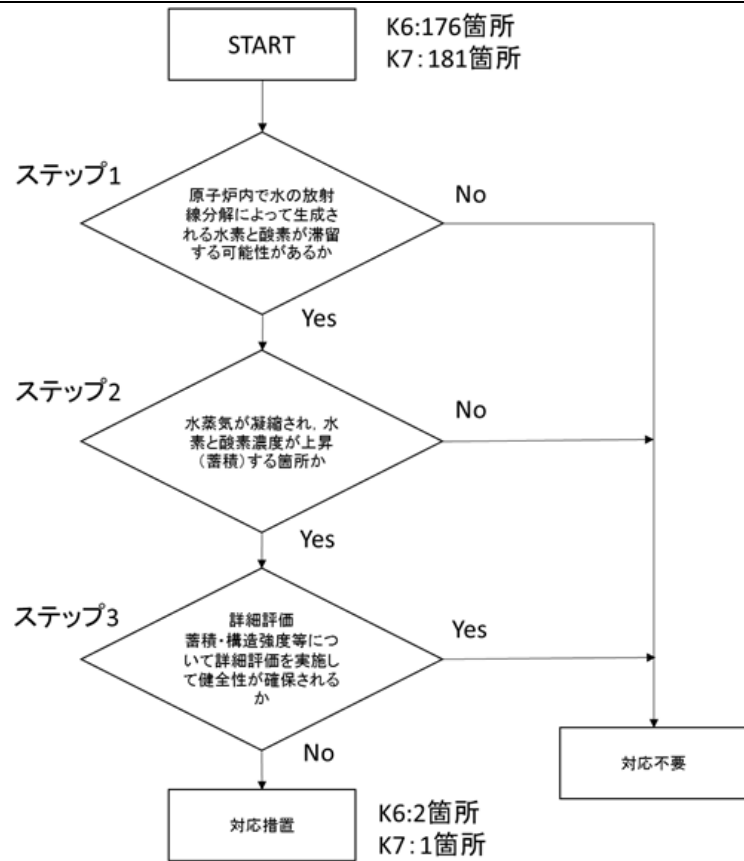 START
K6:176箇所
K7:181箇所
ステップ1
原子炉内で水の放射
線分解によって生成さ
れる水素と酸素が滞留
する可能性があるか
No
Yes
ステップ2
水蒸気が凝縮され，水
素と酸素濃度が上昇
（蓄積）する箇所か
No
Yes
ステップ3
詳細評価
蓄積・構造強度等につ
いて詳細評価を実施し
て健全性が確保される
か
Yes
No
対応不要
対応措置
K6:2箇所
K7:1箇所